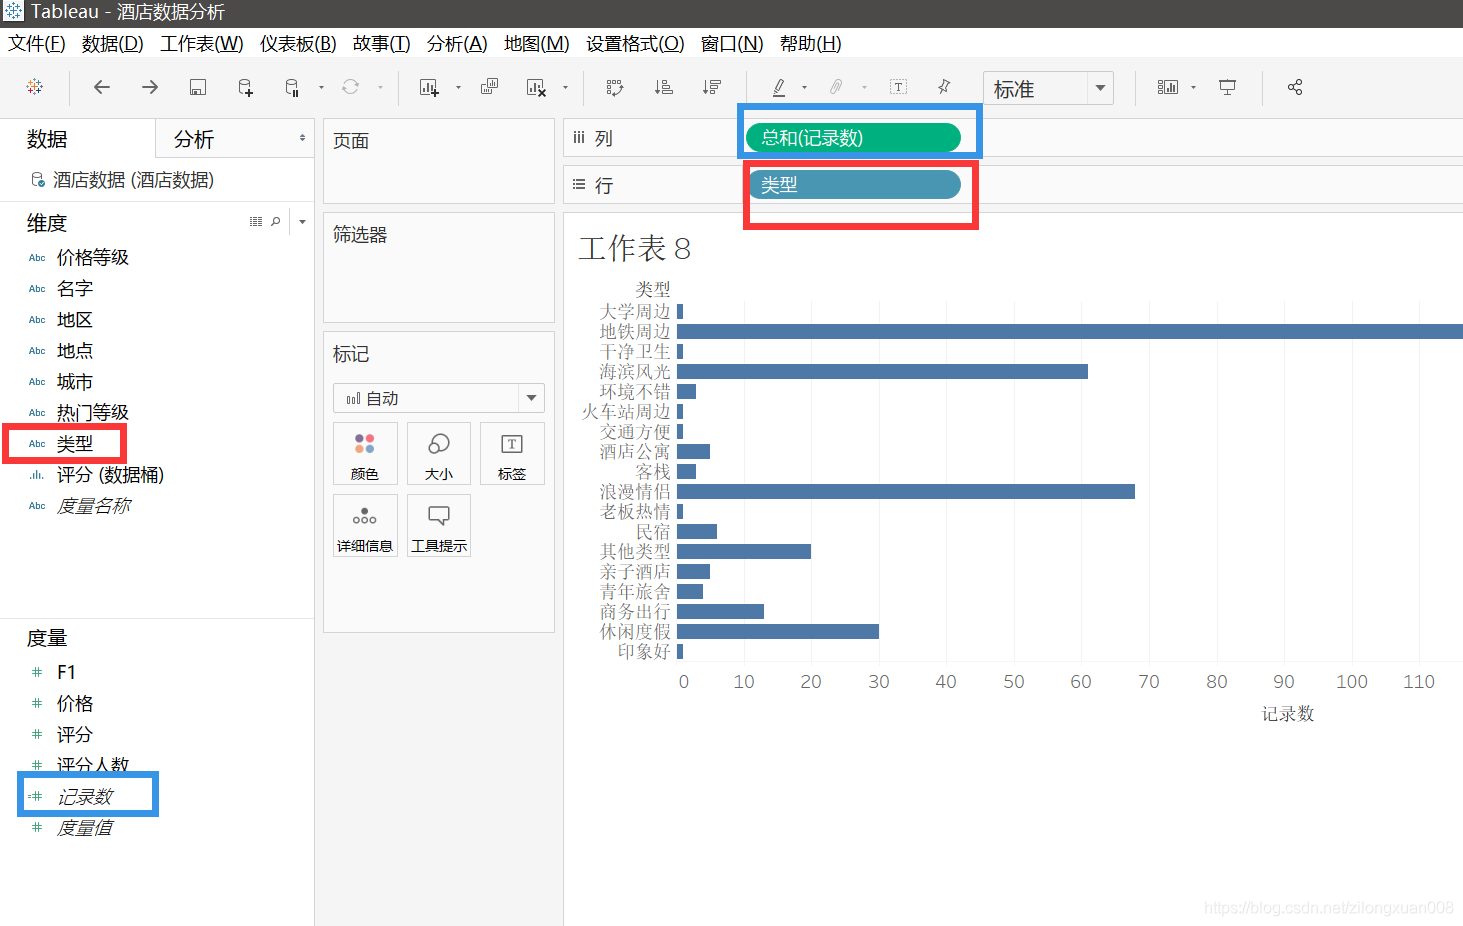 Tableau - 酒店数据分析
文件(F) 数据(D) 工作表(W) 仪表板(B) 故事(T) 分析(A) 地图(M) 设置格式(O) 窗口(N) 帮助(H)
标准
数据 分析
酒店数据 (酒店数据)
维度
Abc 价格等级
Abc 名字
Abc 地区
Abc 地点
Abc 城市
Abc 热门等级
Abc 类型
评分 (数据桶)
Abc 度量名称
度量
# F1
# 价格
# 评分
# 评分人数
=# 记录数
# 度量值
页面
筛选器
标记
自动
颜色 大小 标签
详细信息 工具提示
列 总和(记录数)
行 类型
工作表 8
类型
大学周边
地铁周边
干净卫生
海滨风光
环境不错
火车站周边
交通方便
酒店公寓
客栈
浪漫情侣
老板热情
民宿
其他类型
亲子酒店
青年旅舍
商务出行
休闲度假
印象好
0 10 20 30 40 50 60 70 80 90 100 110
记录数
https://blog.csdn.net/zilongxuan008